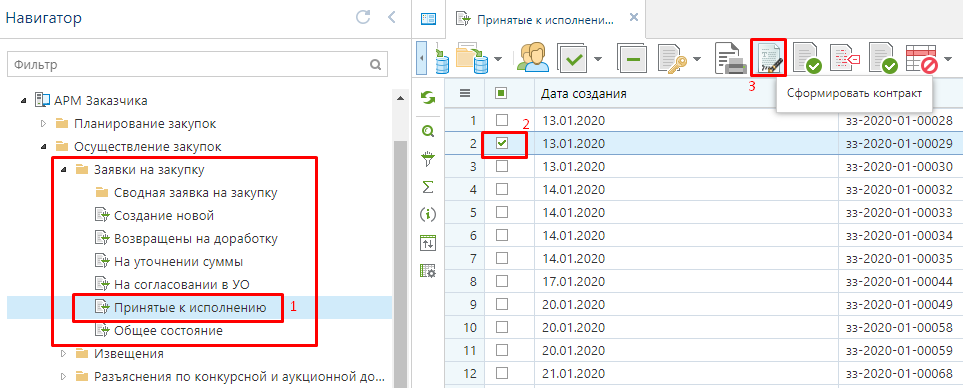 Навигатор
Фильтр
АРМ Заказчика
Планирование закупок
Осуществление закупок
Заявки на закупку
Сводная заявка на закупку
Создание новой
Возвращены на доработку
На уточнении суммы
На согласовании в УО
Принятые к исполнению 1
Общее состояние
Извещения
Разъяснения по конкурсной и аукционной до...
Принятые к исполнени... ×
3
Сформировать контракт
Дата создания
2
1 13.01.2020 зз-2020-01-00028
2 13.01.2020 зз-2020-01-00029
3 13.01.2020 зз-2020-01-00030
4 14.01.2020 зз-2020-01-00032
5 14.01.2020 зз-2020-01-00033
6 14.01.2020 зз-2020-01-00034
7 14.01.2020 зз-2020-01-00035
8 17.01.2020 зз-2020-01-00044
9 20.01.2020 зз-2020-01-00049
10 20.01.2020 зз-2020-01-00058
11 20.01.2020 зз-2020-01-00059
12 21.01.2020 зз-2020-01-00068